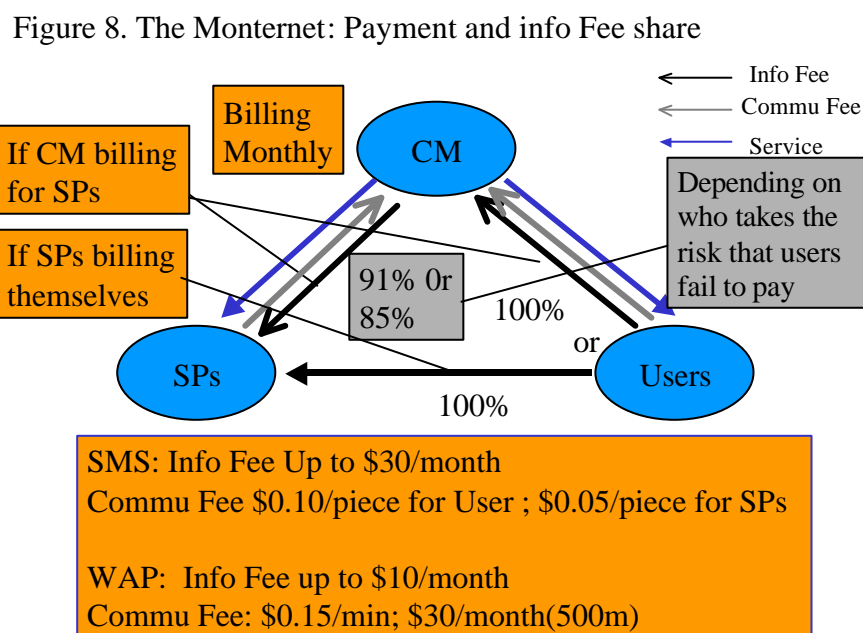 Figure 8. The Monternet: Payment and info Fee share
Info Fee
Commu Fee
Service
Billing
Monthly
CM
If CM billing
for SPs
Depending on
who takes the
risk that users
fail to pay
If SPs billing
themselves
91% 0r
85%
100%
or
SPs
Users
100%
SMS: Info Fee Up to $30/month
Commu Fee $0.10/piece for User ; $0.05/piece for SPs
WAP: Info Fee up to $10/month
Commu Fee: $0.15/min; $30/month(500m)